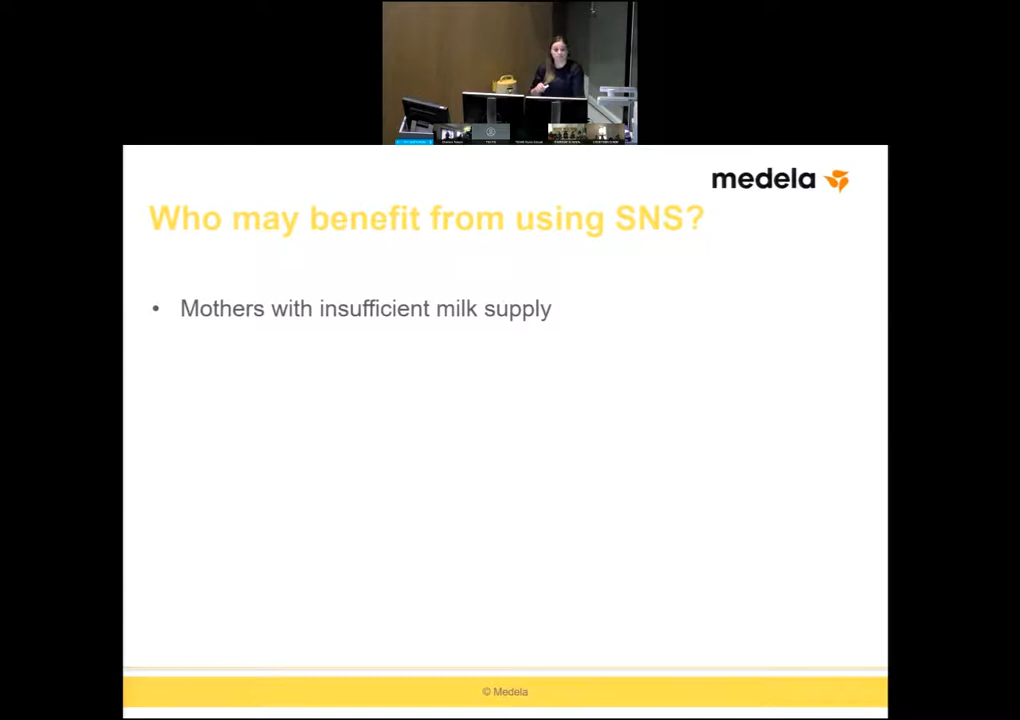 medela
Who may benefit from using SNS?
• Mothers with insufficient milk supply
© Medela